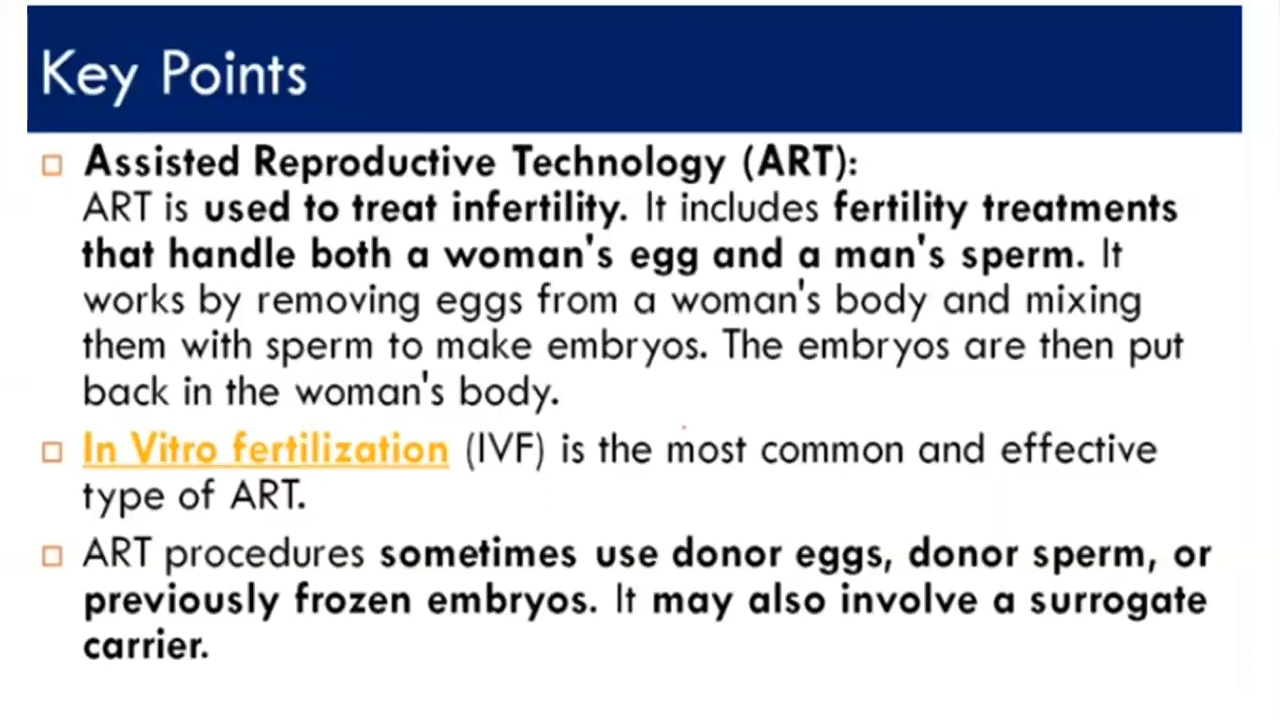 Key Points
Assisted Reproductive Technology (ART):
ART is used to treat infertility. It includes fertility treatments
that handle both a woman's egg and a man's sperm. It
works by removing eggs from a woman's body and mixing
them with sperm to make embryos. The embryos are then put
back in the woman's body.
In Vitro fertilization (IVF) is the most common and effective
type of ART.
ART procedures sometimes use donor eggs, donor sperm, or
previously frozen embryos. It may also involve a surrogate
carrier.